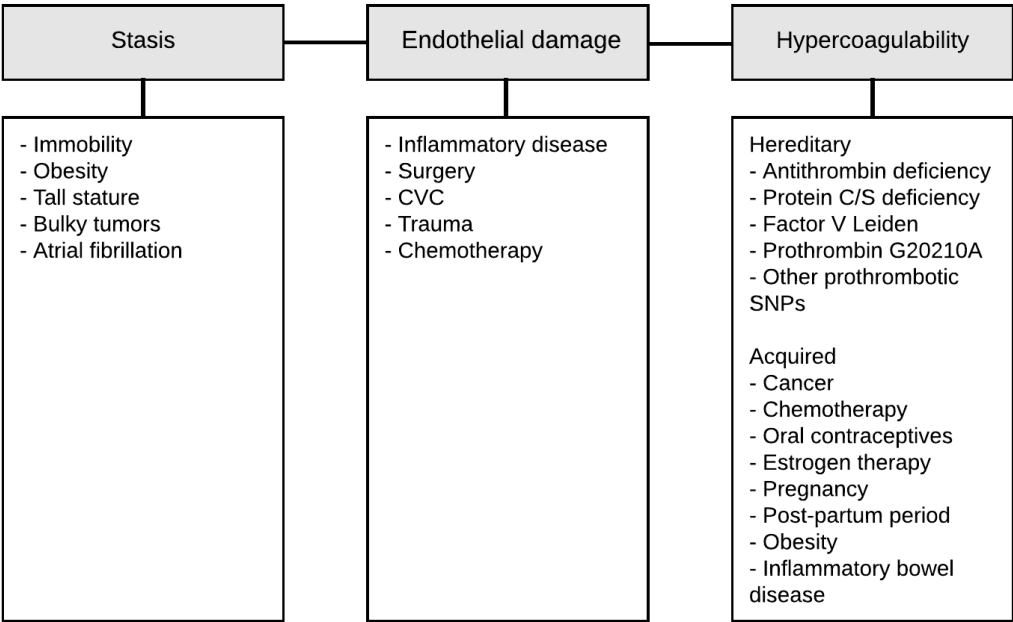 Stasis
Endothelial damage
Hypercoagulability
- Immobility
- Obesity
- Tall stature
- Bulky tumors
- Atrial fibrillation
- Inflammatory disease
- Surgery
- CVC
- Trauma
- Chemotherapy
Hereditary
- Antithrombin deficiency
- Protein C/S deficiency
- Factor V Leiden
- Prothrombin G20210A
- Other prothrombotic
SNPs
Acquired
- Cancer
- Chemotherapy
- Oral contraceptives
- Estrogen therapy
- Pregnancy
- Post-partum period
- Obesity
- Inflammatory bowel
disease